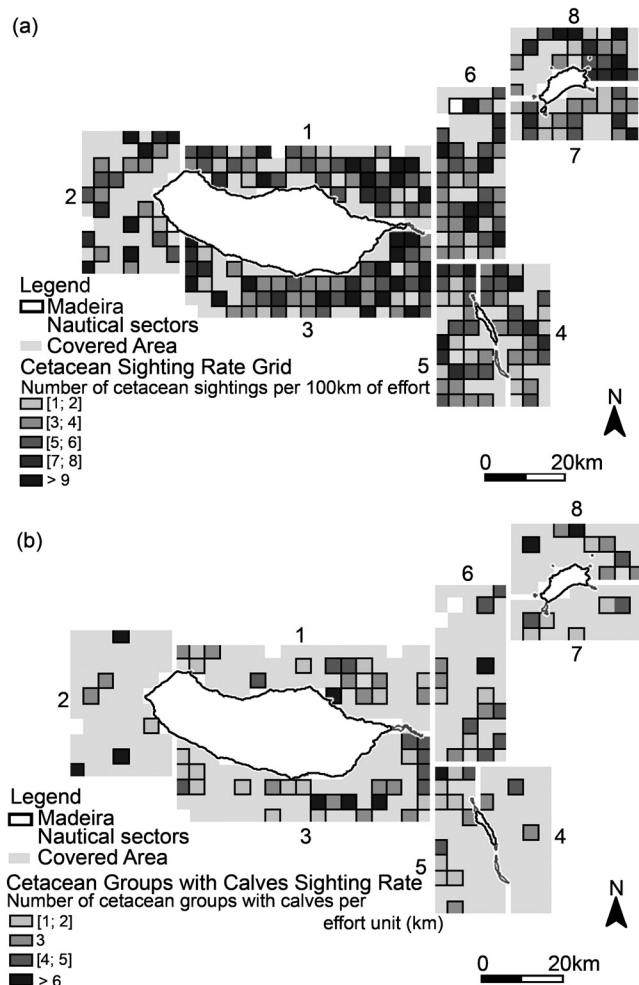 (a)
8
6
1
7
2
Legend
Madeira
Nautical sectors
Covered Area
3
4
5
Cetacean Sighting Rate Grid
Number of cetacean sightings per 100km of effort
[1; 2]
[3; 4]
[5; 6]
[7; 8]
> 9
N
0 20km
(b)
8
6
1
7
2
Legend
Madeira
Nautical sectors
Covered Area
3
4
5
Cetacean Groups with Calves Sighting Rate
Number of cetacean groups with calves per
effort unit (km)
[1; 2]
3
[4; 5]
> 6
N
0 20km